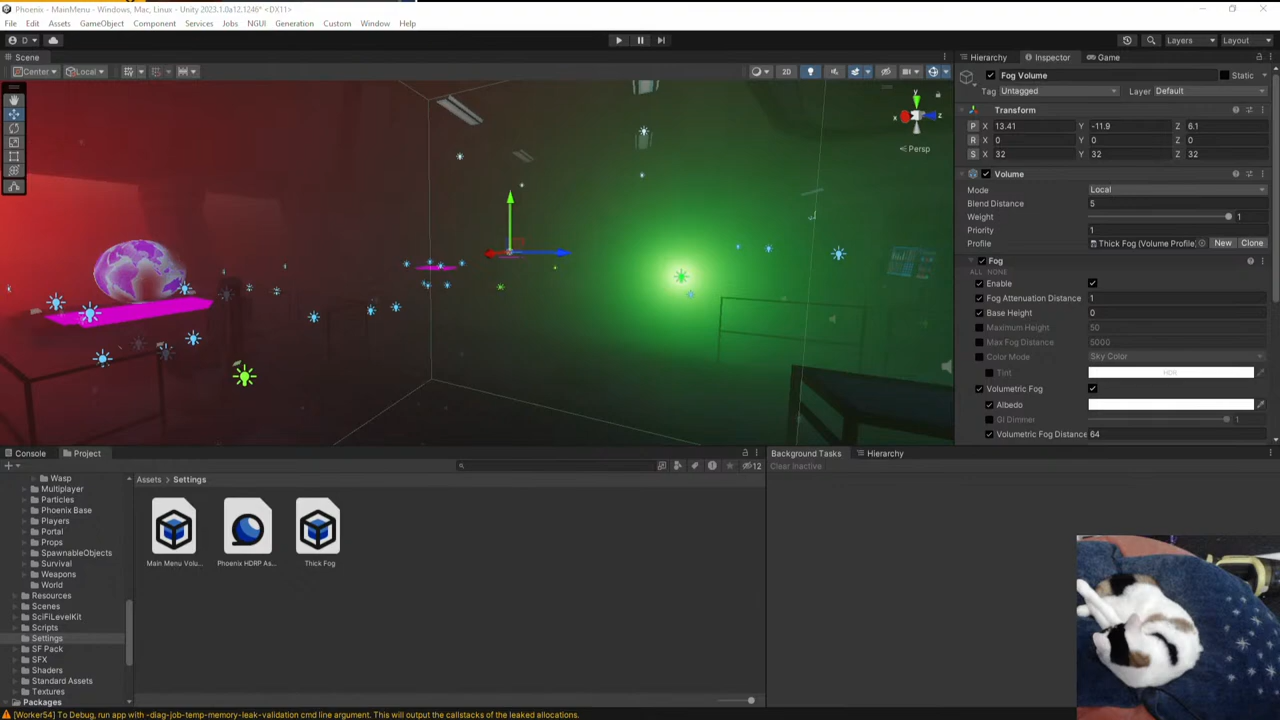 Phoenix - MainMenu - Windows, Mac, Linux - Unity 2023.1.0a12.1246* <DX11>
File Edit Assets GameObject Component Services Jobs NGUI Generation Custom Window Help
D Layers Layout
Scene
Center Local 2D
y
x z
Persp
Hierarchy Inspector Game
Fog Volume Static
Tag Untagged Layer Default
Transform
P X 13.41 Y -11.9 Z 6.1
R X 0 Y 0 Z 0
S X 32 Y 32 Z 32
Volume
Mode Local
Blend Distance 5
Weight 1
Priority 1
Profile Thick Fog (Volume Profile) New Clone
Fog
ALL NONE
Enable
Fog Attenuation Distance 1
Base Height 0
Maximum Height 50
Max Fog Distance 5000
Color Mode Sky Color
Tint HDR
Volumetric Fog
Albedo
GI Dimmer 1
Volumetric Fog Distance 64
Console Project
12
Wasp
Multiplayer
Particles
Phoenix Base
Players
Portal
Props
SpawnableObjects
Survival
Weapons
World
Resources
Scenes
SciFiLevelKit
Scripts
Settings
SF Pack
SFX
Shaders
Standard Assets
Textures
Packages
Assets > Settings
Main Menu Volu... Phoenix HDRP As... Thick Fog
Background Tasks Hierarchy
Clear Inactive
[Worker54] To Debug, run app with -diag-job-temp-memory-leak-validation cmd line argument. This will output the callstacks of the leaked allocations.